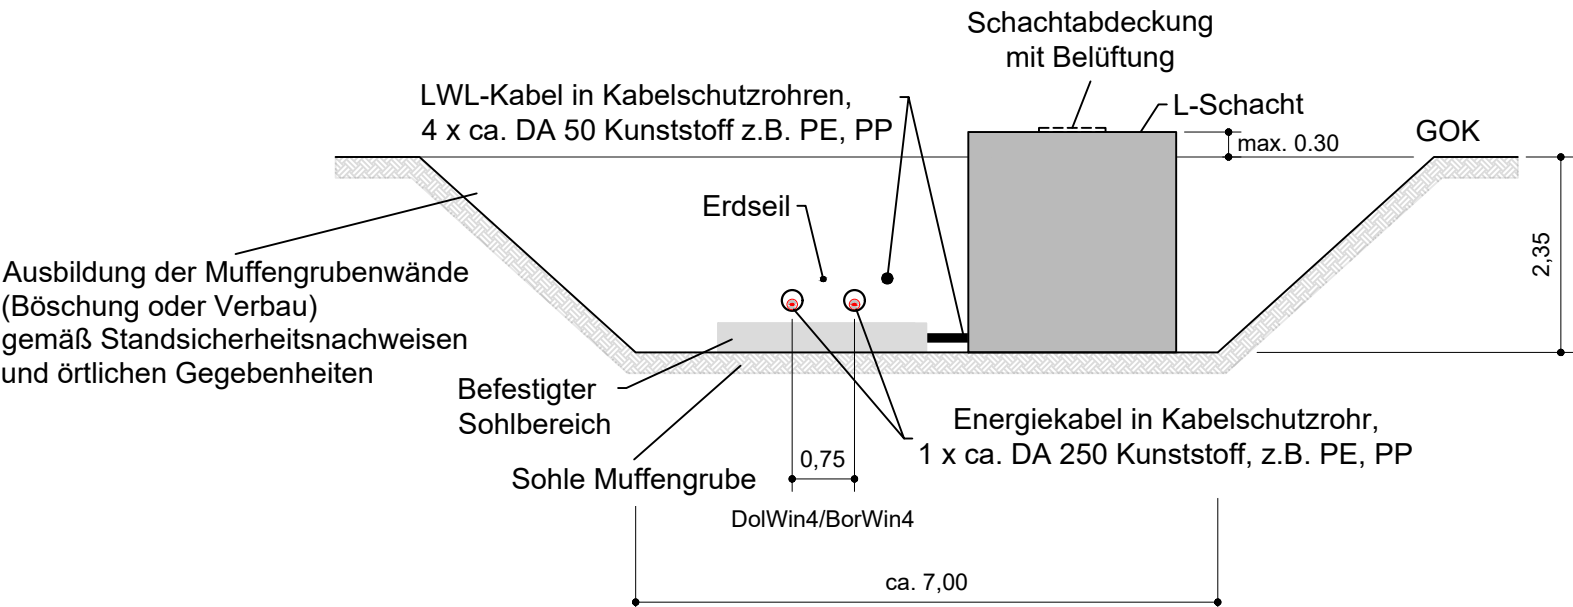 Schachtabdeckung
mit Belüftung
LWL-Kabel in Kabelschutzrohren,
4 x ca. DA 50 Kunststoff z.B. PE, PP
L-Schacht
max. 0.30
GOK
Erdseil
2,35
Ausbildung der Muffengrubenwände
(Böschung oder Verbau)
gemäß Standsicherheitsnachweisen
und örtlichen Gegebenheiten
Befestigter
Sohlbereich
Energiekabel in Kabelschutzrohr,
1 x ca. DA 250 Kunststoff, z.B. PE, PP
0,75
Sohle Muffengrube
DolWin4/BorWin4
ca. 7,00